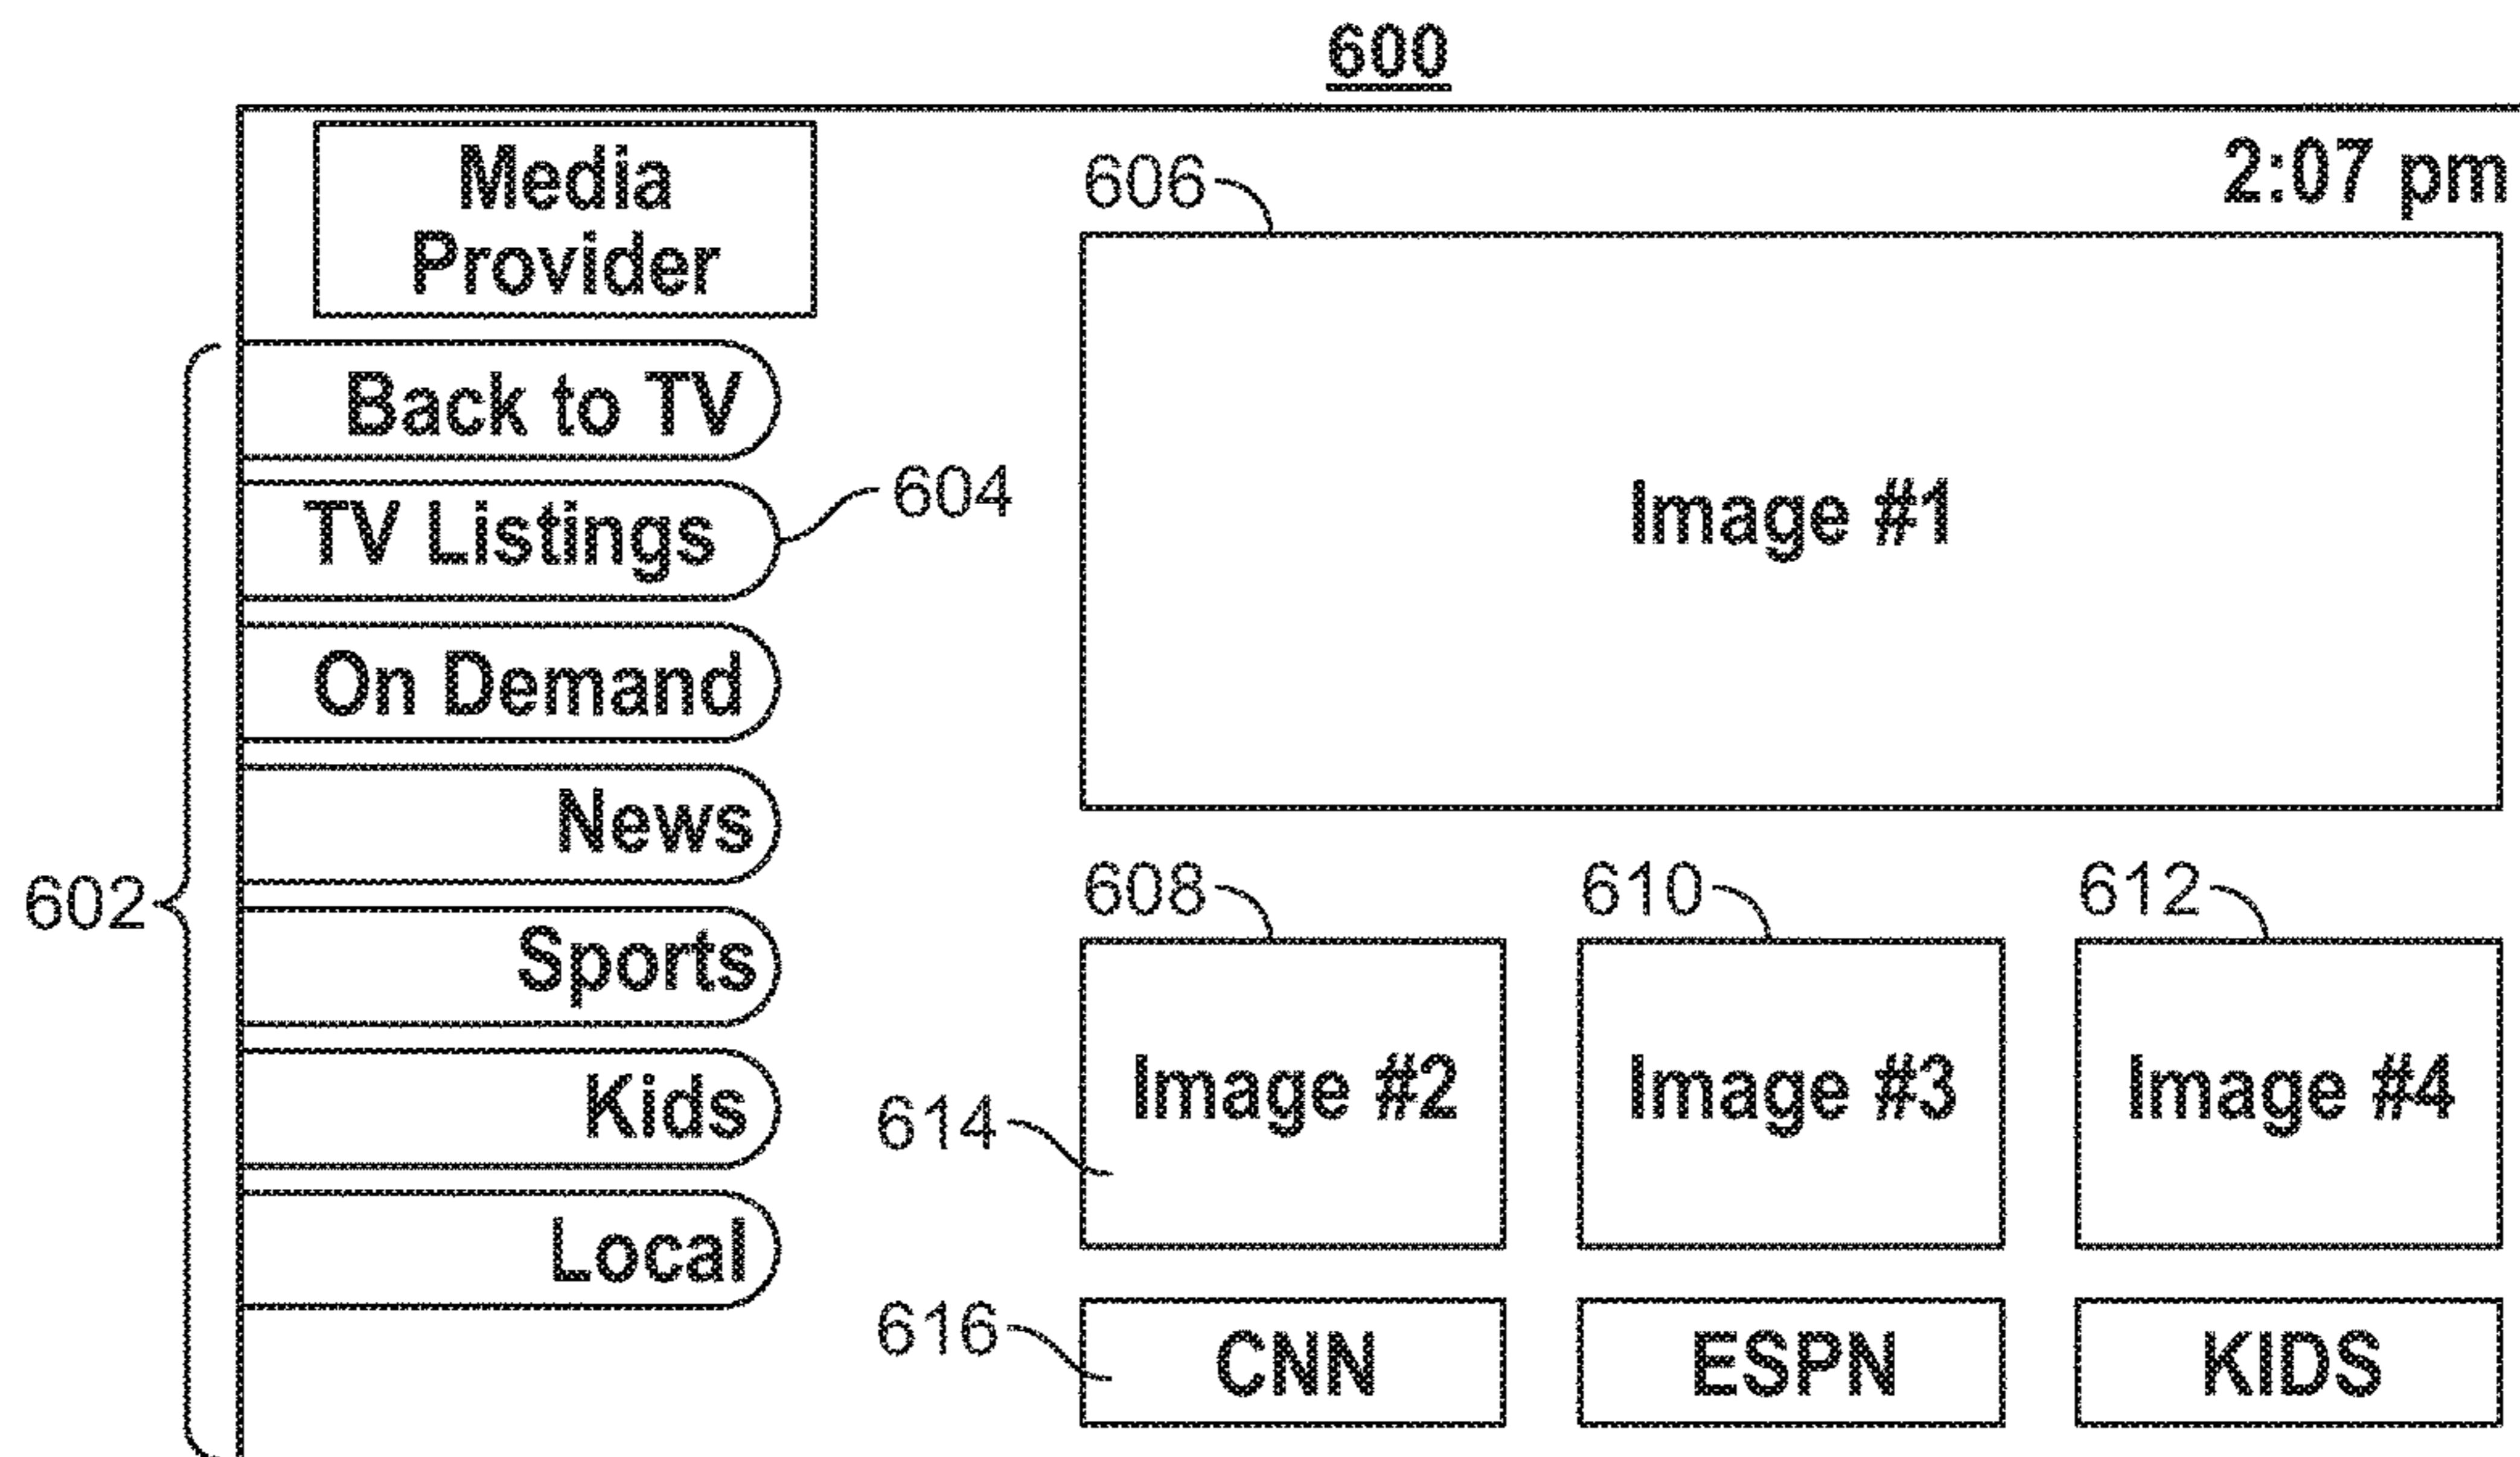 600
Media
Provider
2:07 pm
606
Back to TV
TV Listings
604
Image #1
On Demand
News
602
608
610
612
Sports
Kids
614
Image #2
Image #3
Image #4
Local
616
CNN
ESPN
KIDS